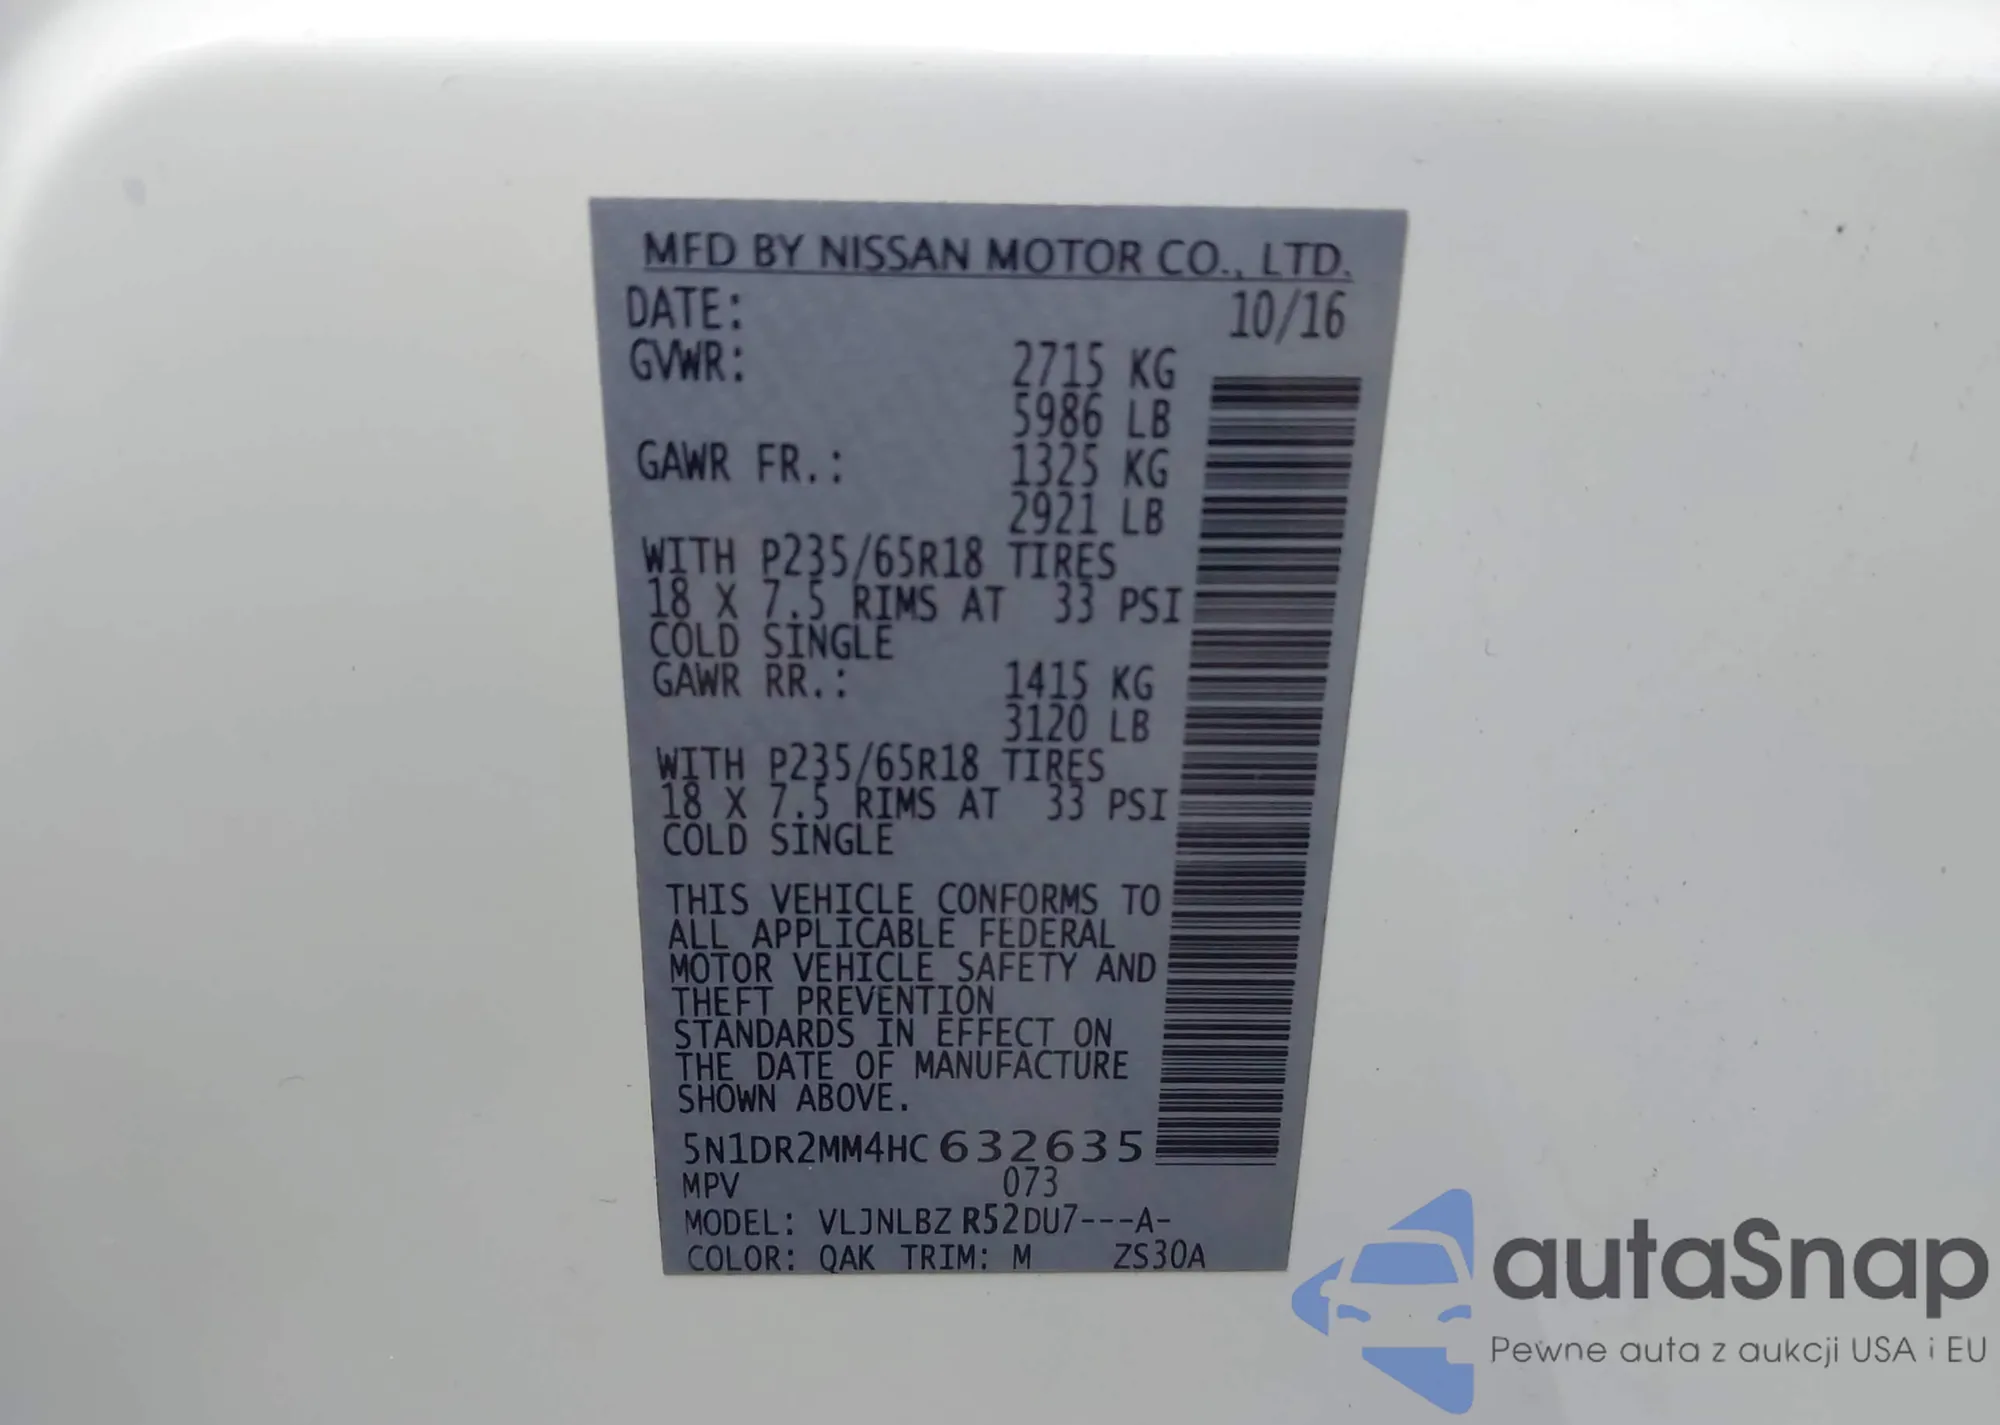 MFD BY NISSAN MOTOR CO., LTD.
DATE: 10/16
GVWR: 2715 KG
5986 LB
GAWR FR.: 1325 KG
2921 LB
WITH P235/65R18 TIRES
18 X 7.5 RIMS AT 33 PSI
COLD SINGLE
GAWR RR.: 1415 KG
3120 LB
WITH P235/65R18 TIRES
18 X 7.5 RIMS AT 33 PSI
COLD SINGLE
THIS VEHICLE CONFORMS TO
ALL APPLICABLE FEDERAL
MOTOR VEHICLE SAFETY AND
THEFT PREVENTION
STANDARDS IN EFFECT ON
THE DATE OF MANUFACTURE
SHOWN ABOVE.
5N1DR2MM4HC632635
MPV 073
MODEL: VLJNLBZ R52DU7---A-
COLOR: QAK TRIM: M ZS30A
autaSnap
Pewne auta z aukcji USA i EU